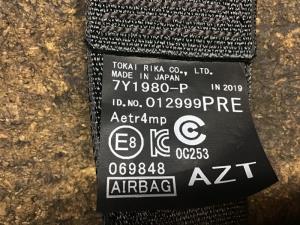 TOKAI RIKA CO., LTD.
MADE IN JAPAN
7Y1980-P IN 2019
ID.NO. 012999PRE
Aetr4mp
E8 K C
OC253
069848
AIRBAG AZT